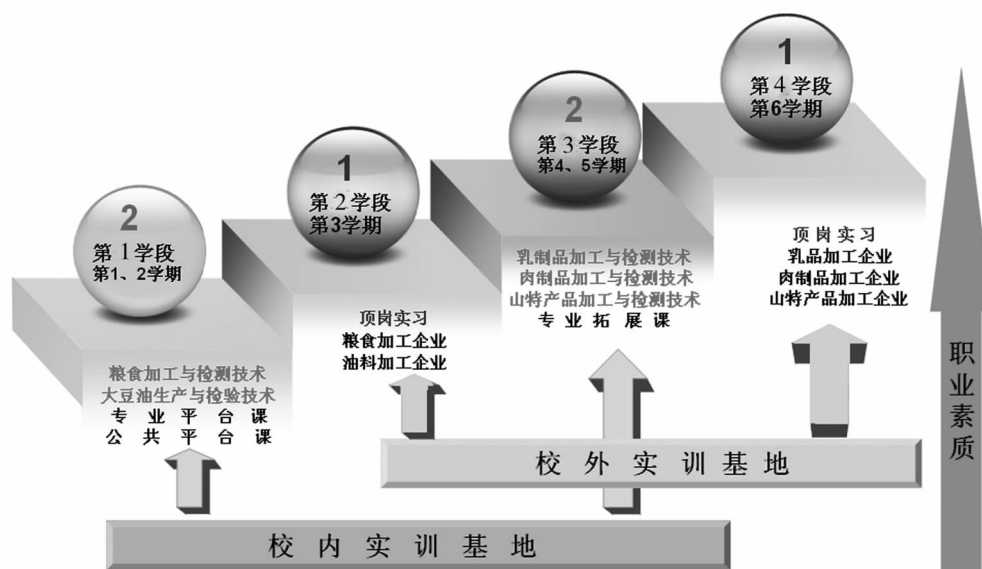 2
第1学段
第1、2学期
粮食加工与检测技术
大豆油生产与检验技术
专业平台课
公共平台课
1
第2学段
第3学期
顶岗实习
粮食加工企业
油料加工企业
2
第3学段
第4、5学期
乳制品加工与检测技术
肉制品加工与检测技术
山特产品加工与检测技术
专业拓展课
1
第4学段
第6学期
顶岗实习
乳品加工企业
肉制品加工企业
山特产品加工企业
职业素质
校外实训基地
校内实训基地